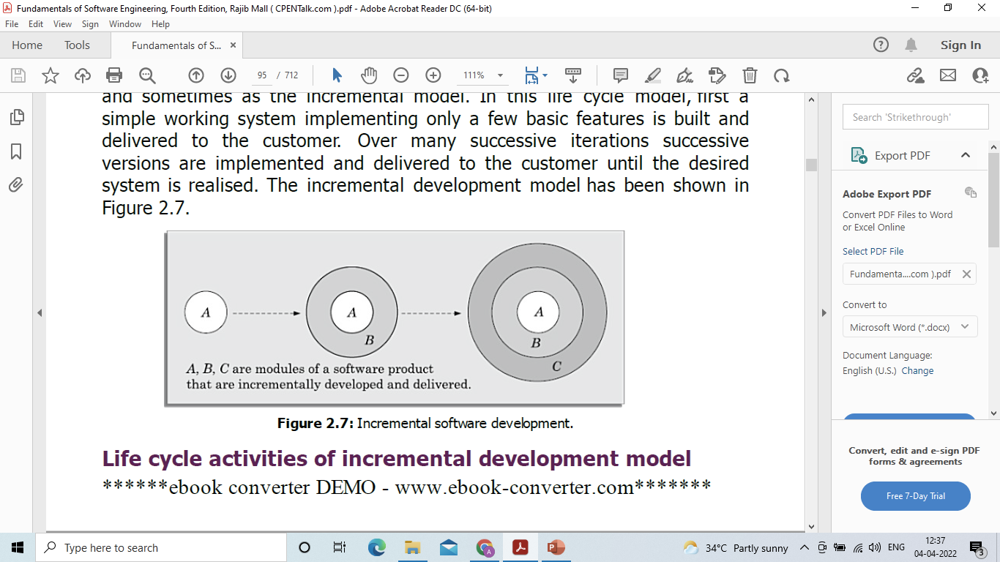 Fundamentals of Software Engineering, Fourth Edition, Rajib Mall ( CPENTalk.com ).pdf - Adobe Acrobat Reader DC (64-bit)
File Edit View Sign Window Help
Home Tools Fundamentals of S... × Sign In
95 / 712 111%
and sometimes as the incremental model. In this life cycle model, first a
simple working system implementing only a few basic features is built and
delivered to the customer. Over many successive iterations successive
versions are implemented and delivered to the customer until the desired
system is realised. The incremental development model has been shown in
Figure 2.7.
A A A
B B
C
A, B, C are modules of a software product
that are incrementally developed and delivered.
Figure 2.7: Incremental software development.
Life cycle activities of incremental development model
******ebook converter DEMO - www.ebook-converter.com*******
Search 'Strikethrough'
Export PDF
Adobe Export PDF
Convert PDF Files to Word
or Excel Online
Select PDF File
Fundamenta....com ).pdf
Convert to
Microsoft Word (*.docx)
Document Language:
English (U.S.) Change
Convert, edit and e-sign PDF
forms & agreements
Free 7-Day Trial
Type here to search
34°C Partly sunny
ENG
12:37
04-04-2022
3